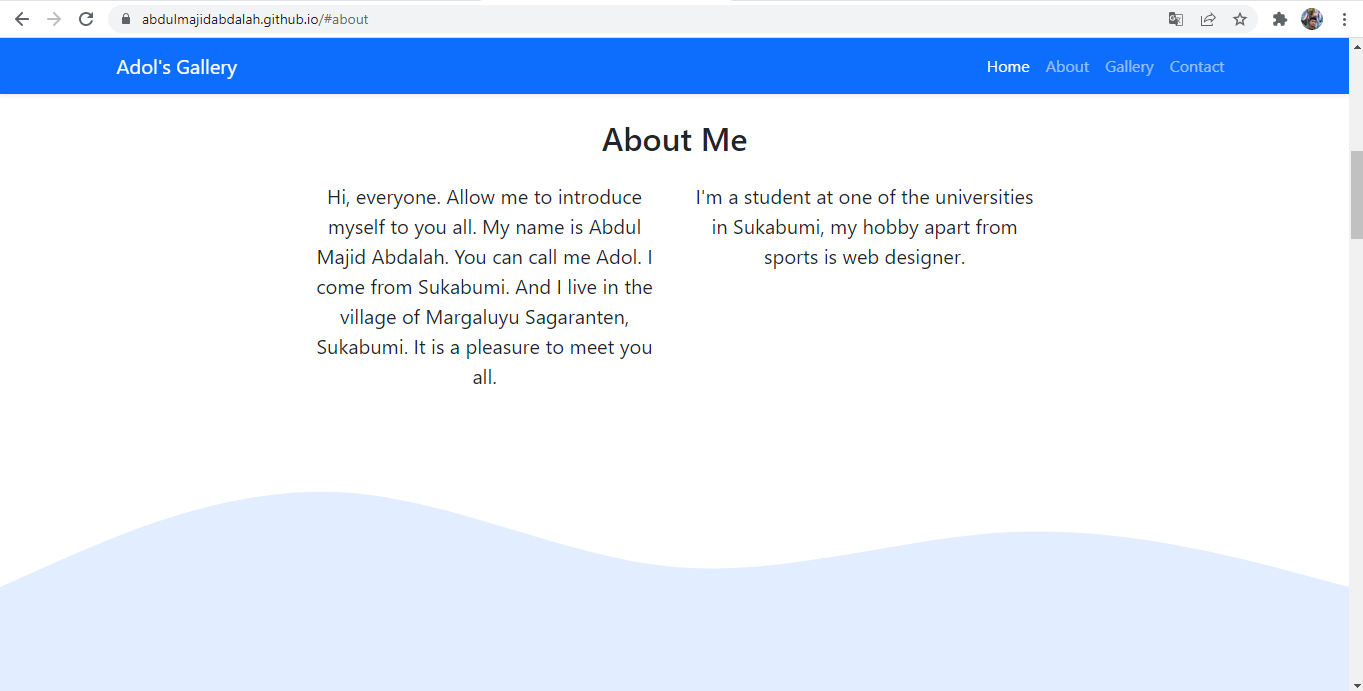 abdulmajidabdalah.github.io/#about
Adol's Gallery
Home About Gallery Contact
About Me
Hi, everyone. Allow me to introduce
myself to you all. My name is Abdul
Majid Abdalah. You can call me Adol. I
come from Sukabumi. And I live in the
village of Margaluyu Sagaranten,
Sukabumi. It is a pleasure to meet you
all.
I'm a student at one of the universities
in Sukabumi, my hobby apart from
sports is web designer.